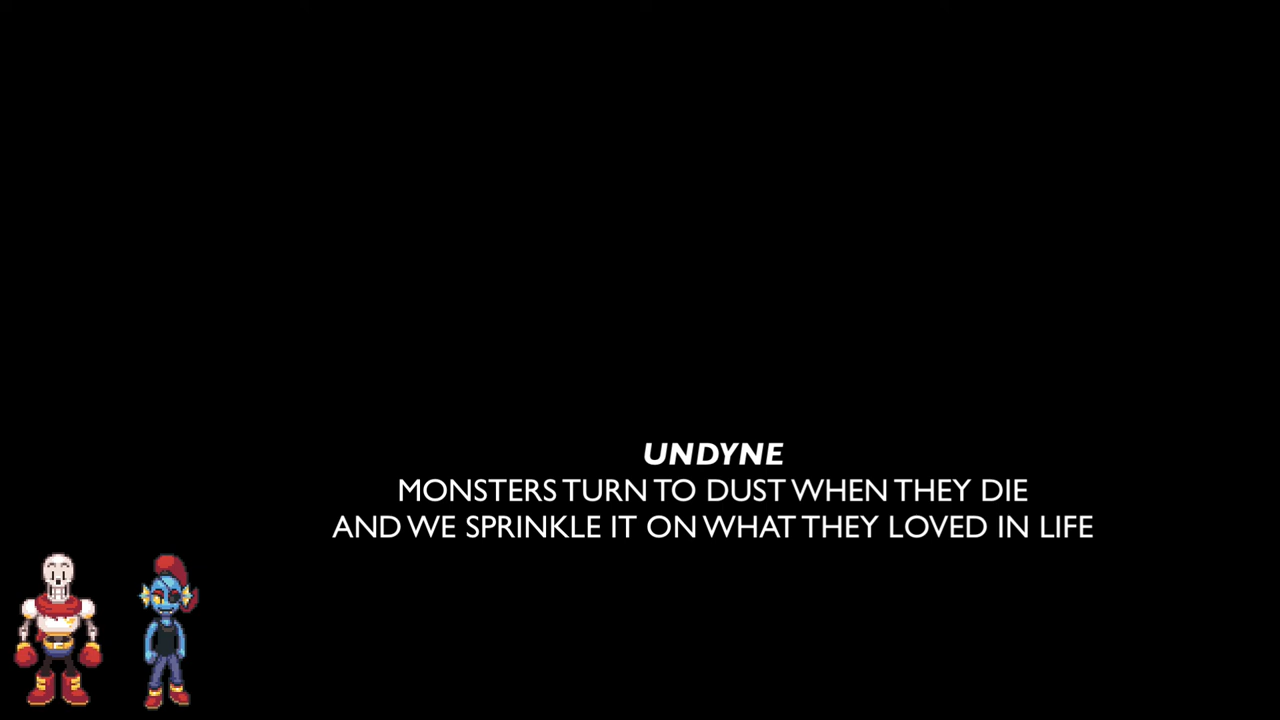 UNDYNE
MONSTERS TURN TO DUST WHEN THEY DIE
AND WE SPRINKLE IT ON WHAT THEY LOVED IN LIFE